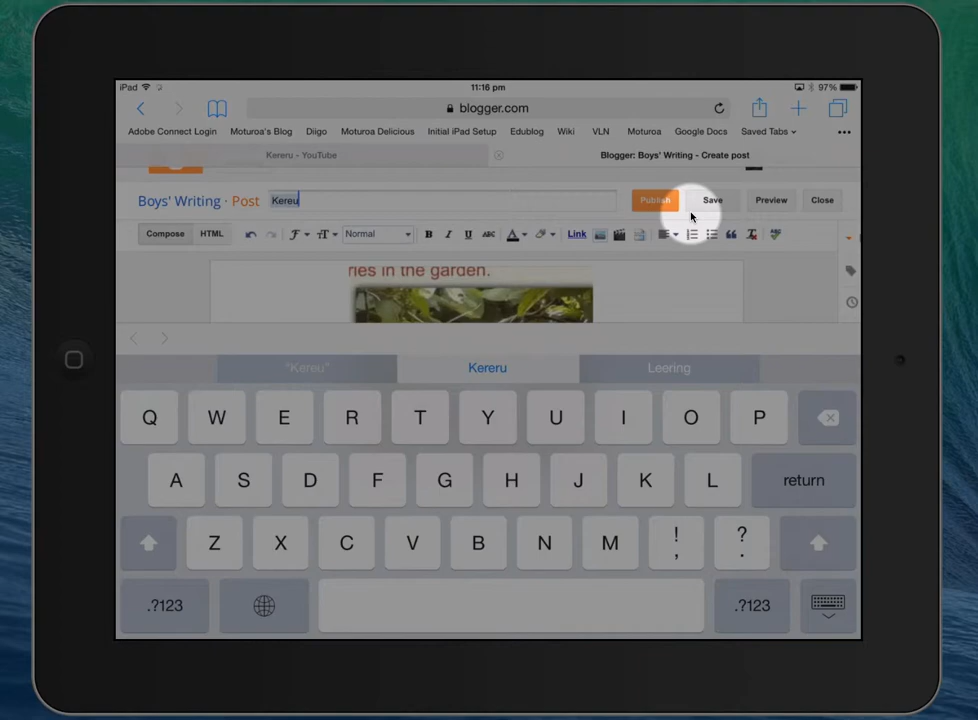 iPad 11:16 pm 97%
blogger.com
Adobe Connect Login Moturoa's Blog Diigo Moturoa Delicious Initial iPad Setup Edublog Wiki VLN Moturoa Google Docs Saved Tabs
Kereru - YouTube Blogger: Boys' Writing - Create post
Boys' Writing · Post Kereu Publish Save Preview Close
Compose HTML F T Normal B I U ABC A Link T ABC
ries in the garden.
"Kereu" Kereru Leering
Q W E R T Y U I O P
A S D F G H J K L return
Z X C V B N M ! , ? .
.?123 .?123